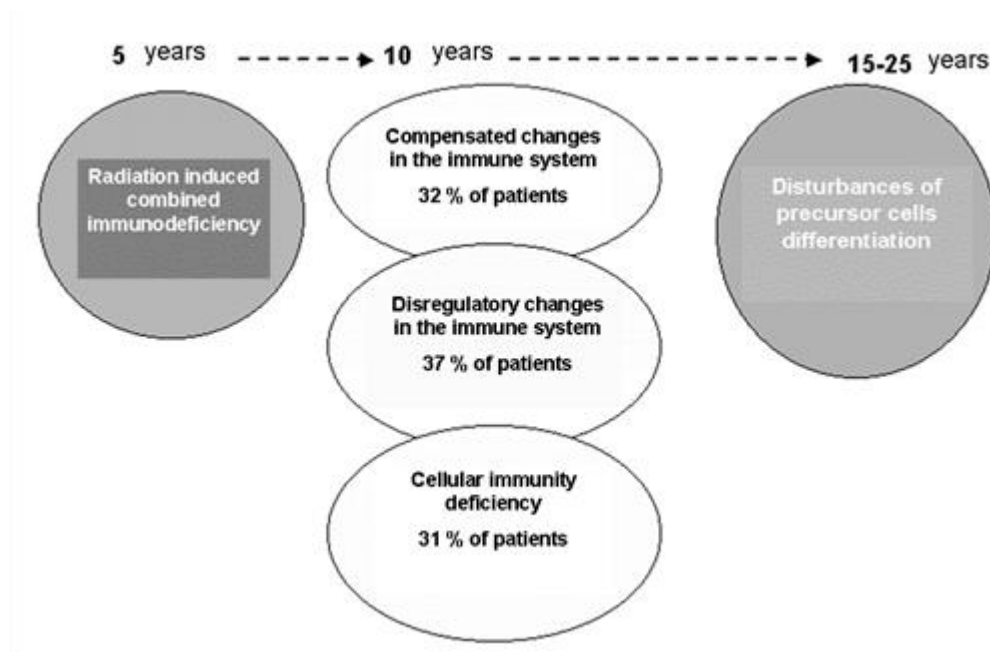 5 years 10 years 15-25 years
Radiation induced
combined
immunodeficiency
Compensated changes
in the immune system
32 % of patients
Disregulatory changes
in the immune system
37 % of patients
Cellular immunity
deficiency
31 % of patients
Disturbances of
precursor cells
differentiation